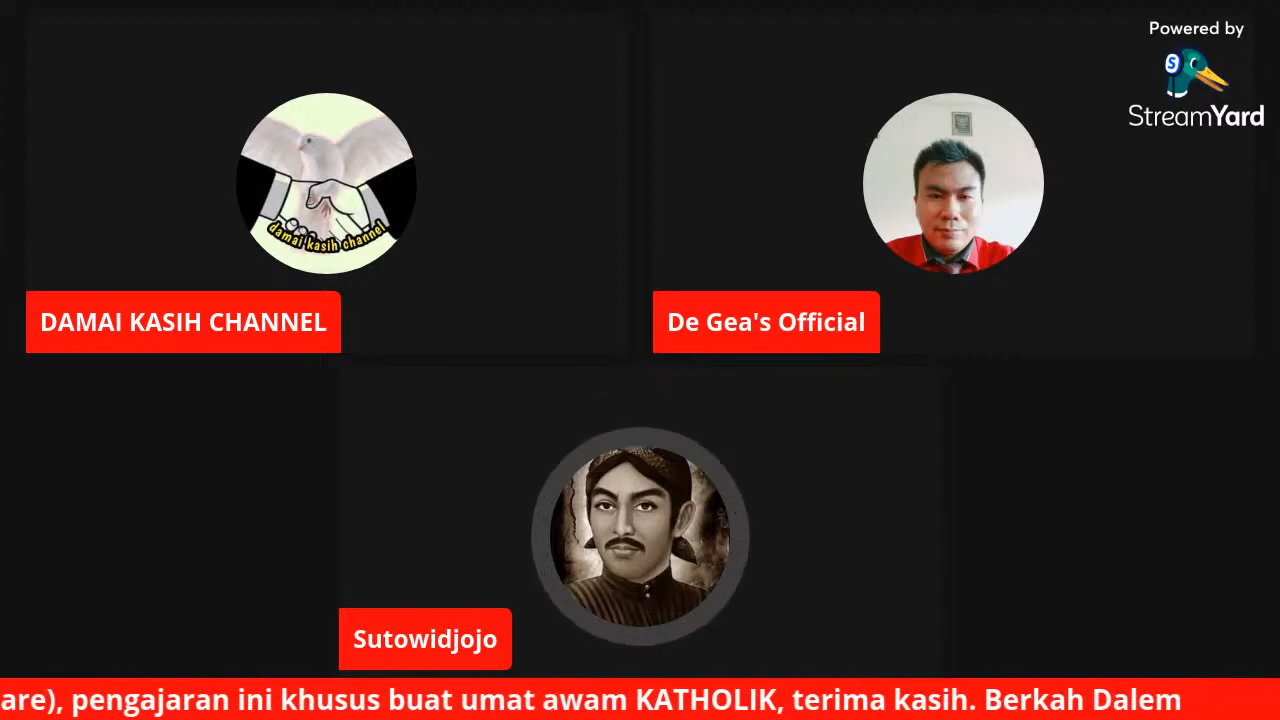 Powered by
StreamYard
damai kasih channel
DAMAI KASIH CHANNEL
De Gea's Official
Sutowidjojo
are), pengajaran ini khusus buat umat awam KATHOLIK, terima kasih. Berkah Dalem